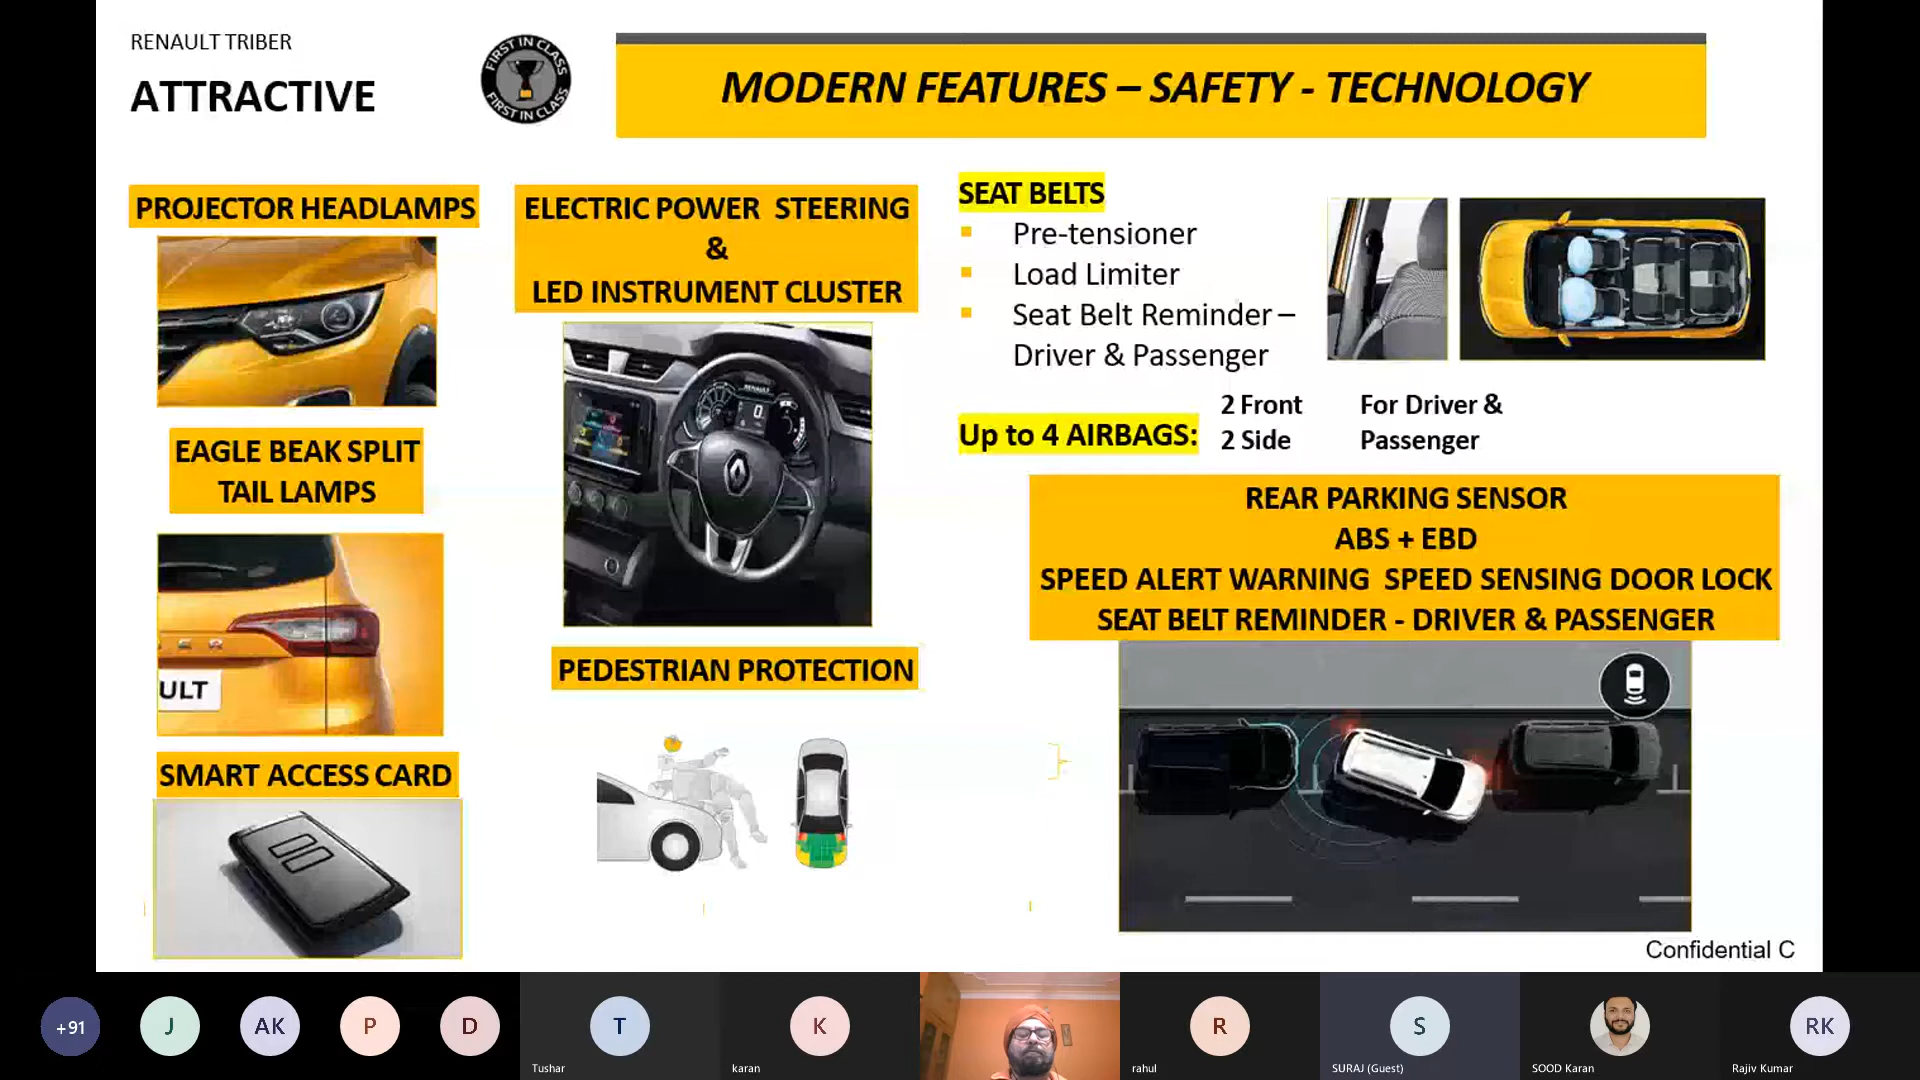 RENAULT TRIBER
ATTRACTIVE
FIRST IN CLASS
FIRST IN CLASS
MODERN FEATURES – SAFETY - TECHNOLOGY
PROJECTOR HEADLAMPS
EAGLE BEAK SPLIT
TAIL LAMPS
ULT
SMART ACCESS CARD
ELECTRIC POWER STEERING
&
LED INSTRUMENT CLUSTER
RENAULT
0
PEDESTRIAN PROTECTION
SEAT BELTS
▪ Pre-tensioner
▪ Load Limiter
▪ Seat Belt Reminder –
Driver & Passenger
Up to 4 AIRBAGS:
2 Front
2 Side
For Driver &
Passenger
REAR PARKING SENSOR
ABS + EBD
SPEED ALERT WARNING SPEED SENSING DOOR LOCK
SEAT BELT REMINDER - DRIVER & PASSENGER
Confidential C
+91
J
AK
P
D
T
Tushar
K
karan
R
rahul
S
SURAJ (Guest)
SOOD Karan
RK
Rajiv Kumar